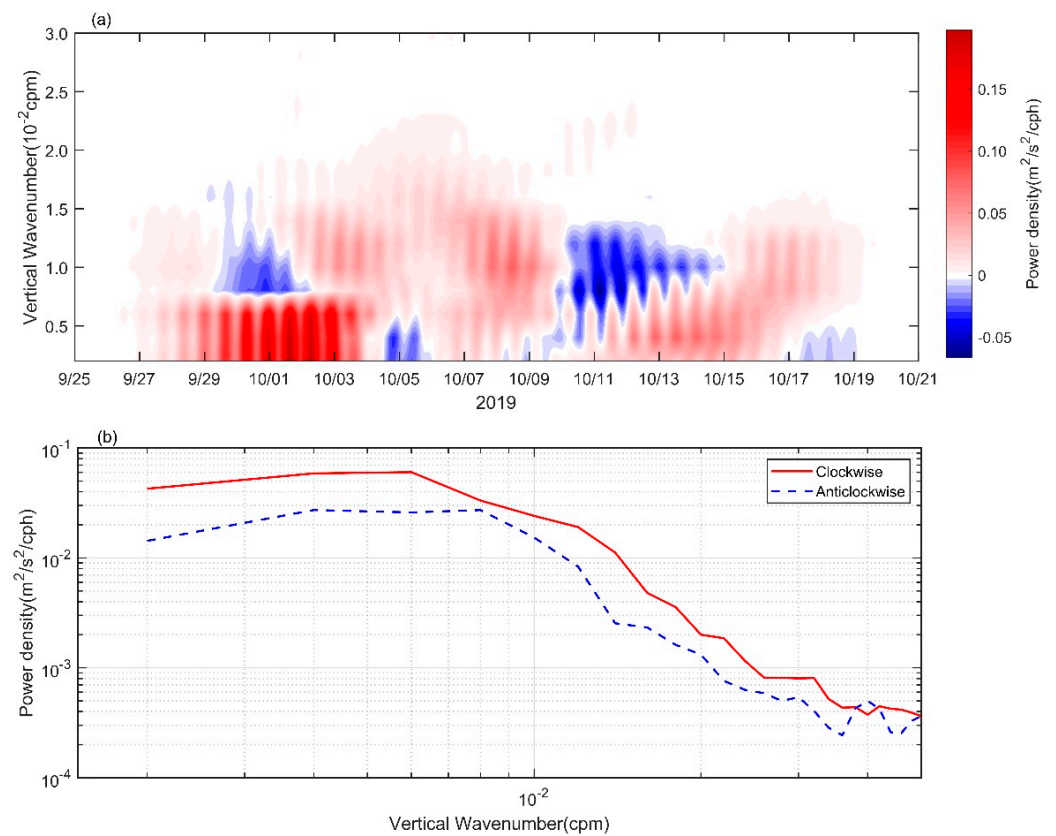 (a)
3.0
2.5
2.0
1.5
1.0
0.5
Vertical Wavenumber(10⁻²cpm)
9/25 9/27 9/29 10/01 10/03 10/05 10/07 10/09 10/11 10/13 10/15 10/17 10/19 10/21
2019
0.15
0.10
0.05
0
-0.05
Power density(m²/s²/cph)
(b)
10⁻¹
10⁻²
10⁻³
10⁻⁴
Power density(m²/s²/cph)
Clockwise
Anticlockwise
10⁻²
Vertical Wavenumber(cpm)